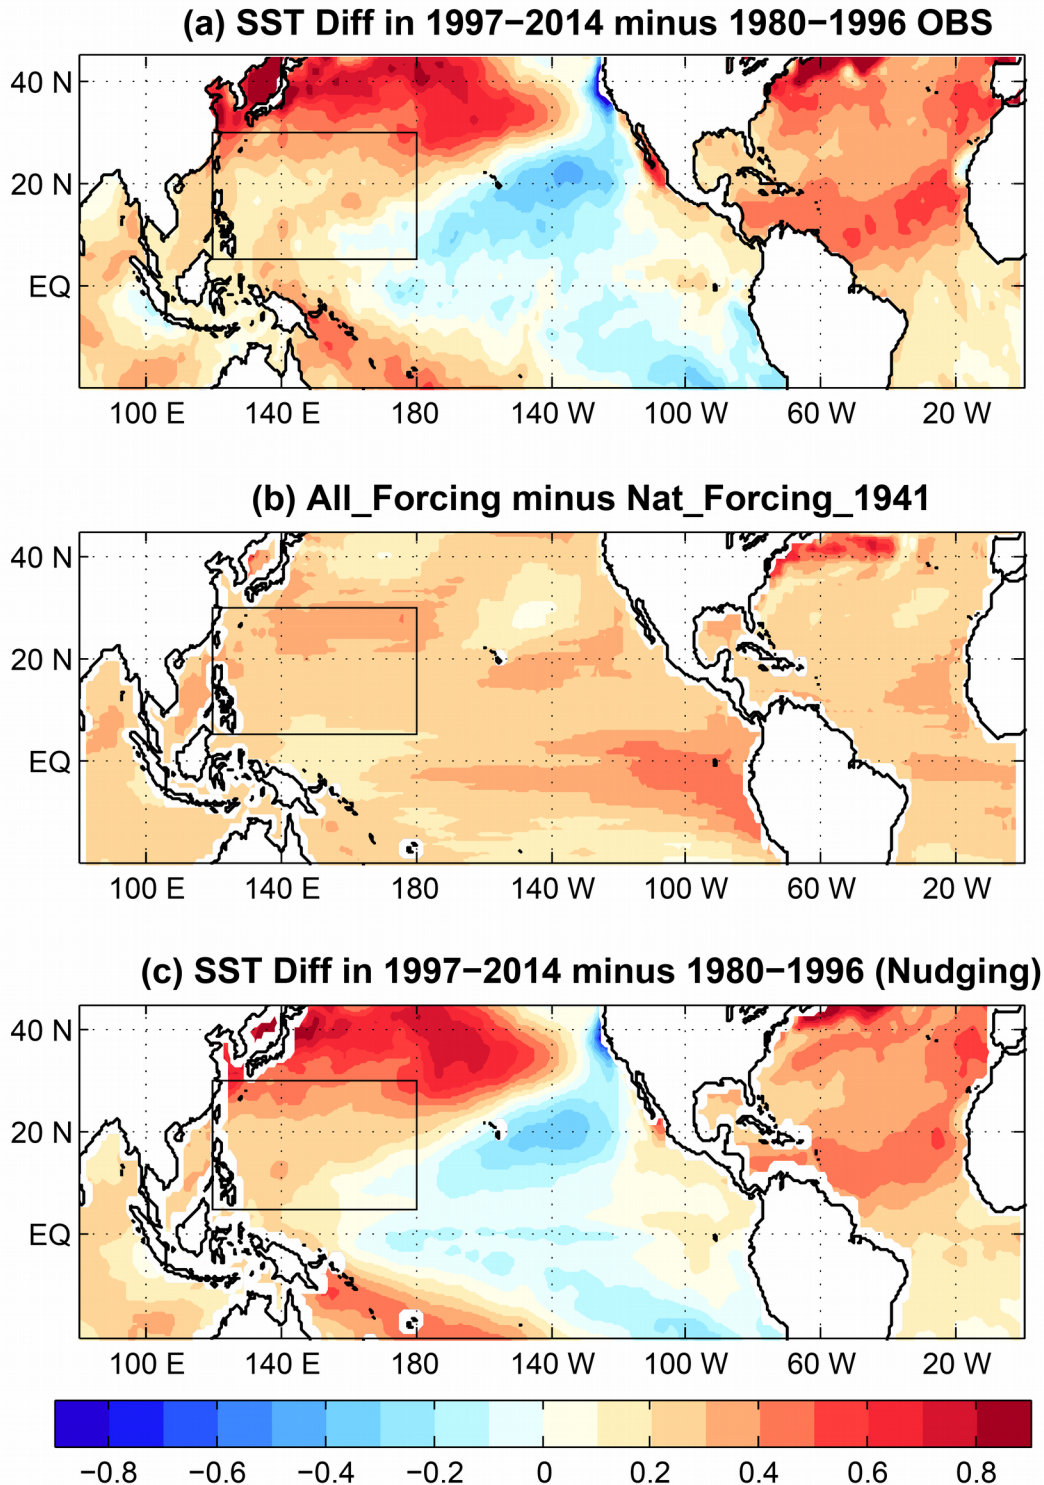 (a) SST Diff in 1997−2014 minus 1980−1996 OBS
40 N
20 N
EQ
100 E 140 E 180 140 W 100 W 60 W 20 W
(b) All_Forcing minus Nat_Forcing_1941
40 N
20 N
EQ
100 E 140 E 180 140 W 100 W 60 W 20 W
(c) SST Diff in 1997−2014 minus 1980−1996 (Nudging)
40 N
20 N
EQ
100 E 140 E 180 140 W 100 W 60 W 20 W
−0.8 −0.6 −0.4 −0.2 0 0.2 0.4 0.6 0.8